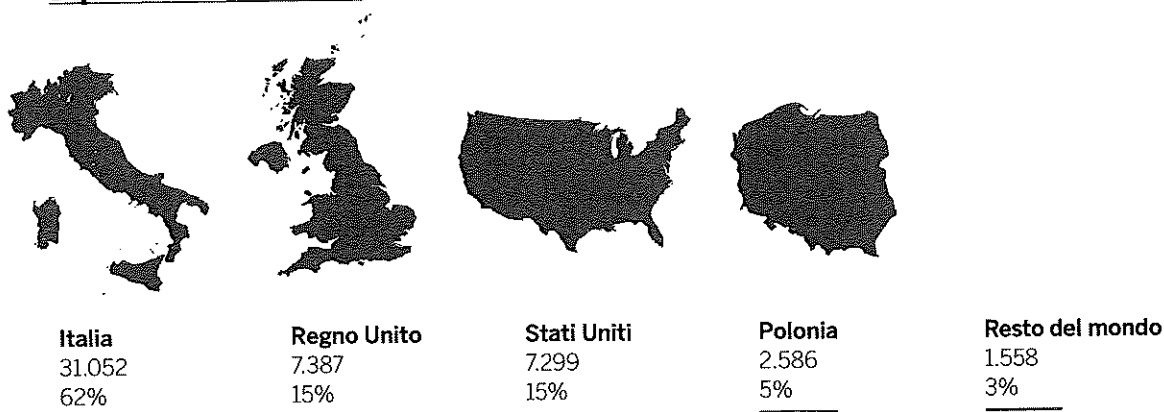 Italia
31.052
62%
Regno Unito
7.387
15%
Stati Uniti
7.299
15%
Polonia
2.586
5%
Resto del mondo
1.558
3%